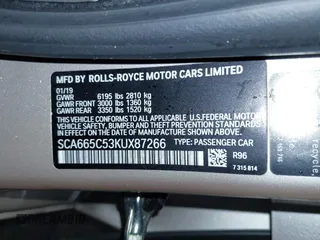 MFD BY ROLLS-ROYCE MOTOR CARS LIMITED
01/19
GVWR 6195 lbs 2810 kg
GAWR FRONT 3000 lbs 1360 kg
GAWR REAR 3350 lbs 1520 kg
THIS VEHICLE CONFORMS TO ALL APPLICABLE
U.S. FEDERAL MOTOR VEHICLE SAFETY, BUMPER, AND
THEFT PREVENTION STANDARDS IN EFFECT ON THE
DATE OF MANUFACTURE SHOWN ABOVE.
SCA665C53KUX87266 TYPE: PASSENGER CAR
R96
7 315 814